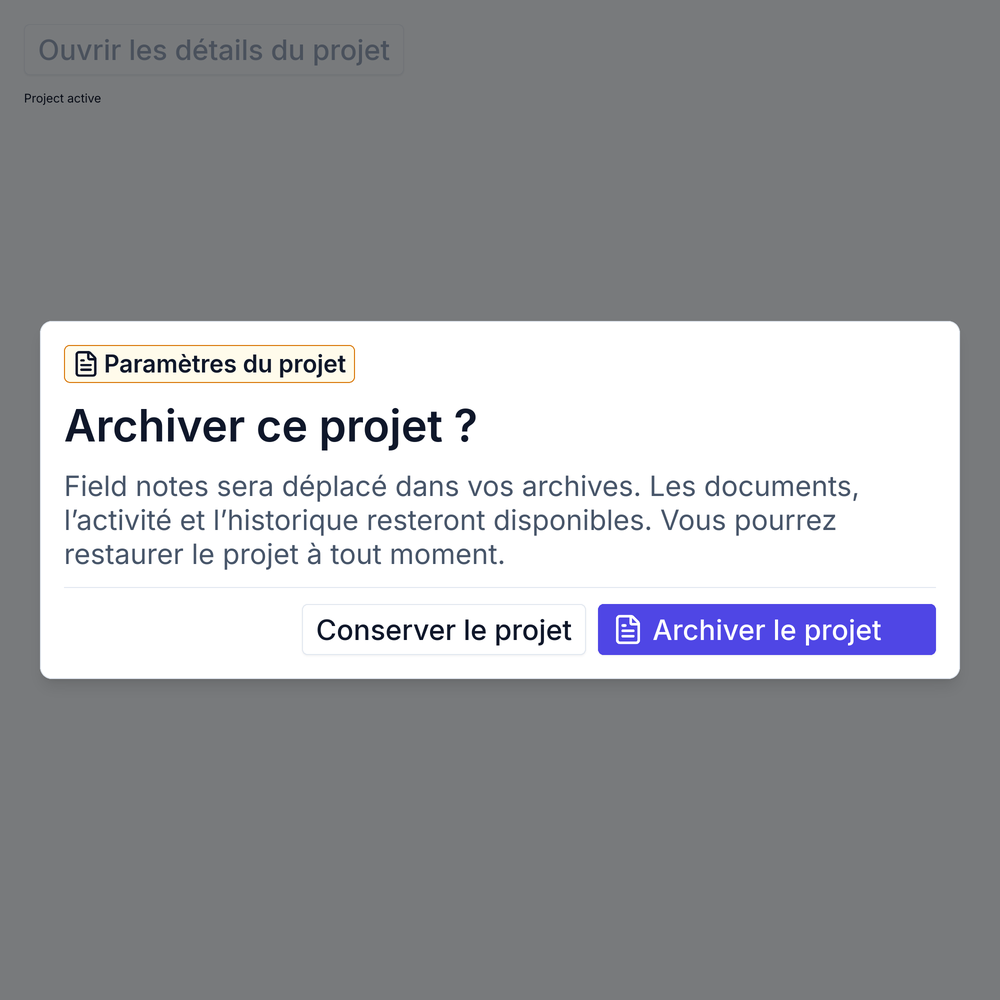 Ouvrir les détails du projet
Project active
Paramètres du projet
Archiver ce projet ?
Field notes sera déplacé dans vos archives. Les documents,
l’activité et l’historique resteront disponibles. Vous pourrez
restaurer le projet à tout moment.
Conserver le projet
Archiver le projet